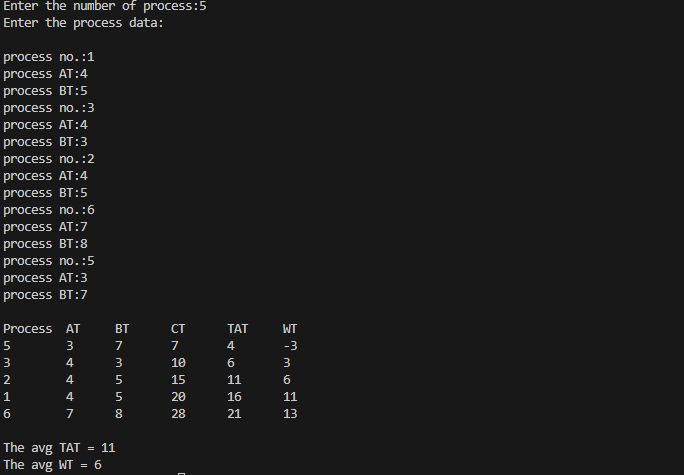 Enter the number of process:5
Enter the process data:
process no.:1
process AT:4
process BT:5
process no.:3
process AT:4
process BT:3
process no.:2
process AT:4
process BT:5
process no.:6
process AT:7
process BT:8
process no.:5
process AT:3
process BT:7
Process AT BT CT TAT WT
5 3 7 7 4 -3
3 4 3 10 6 3
2 4 5 15 11 6
1 4 5 20 16 11
6 7 8 28 21 13
The avg TAT = 11
The avg WT = 6